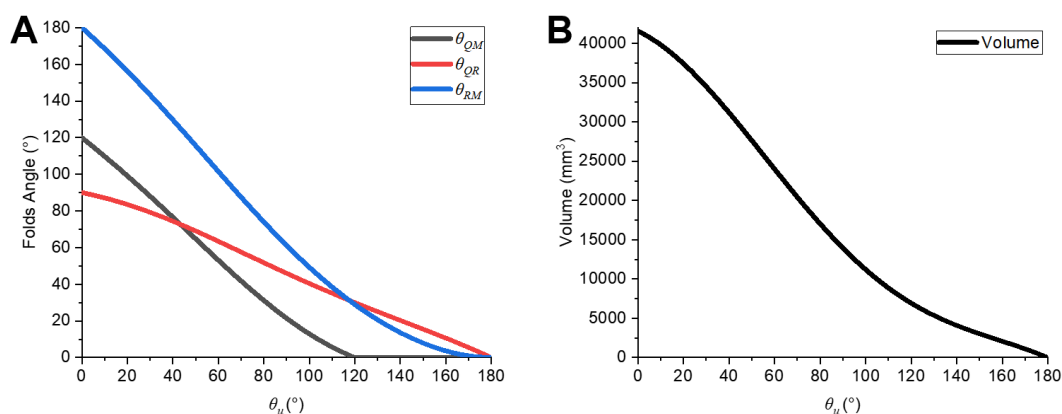 A
180
160
140
120
100
80
60
40
20
0
Folds Angle (°)
θQM
θQR
θRM
0 20 40 60 80 100 120 140 160 180
θu(°)
B
40000
35000
30000
25000
20000
15000
10000
5000
0
Volume (mm³)
Volume
0 20 40 60 80 100 120 140 160 180
θu(°)